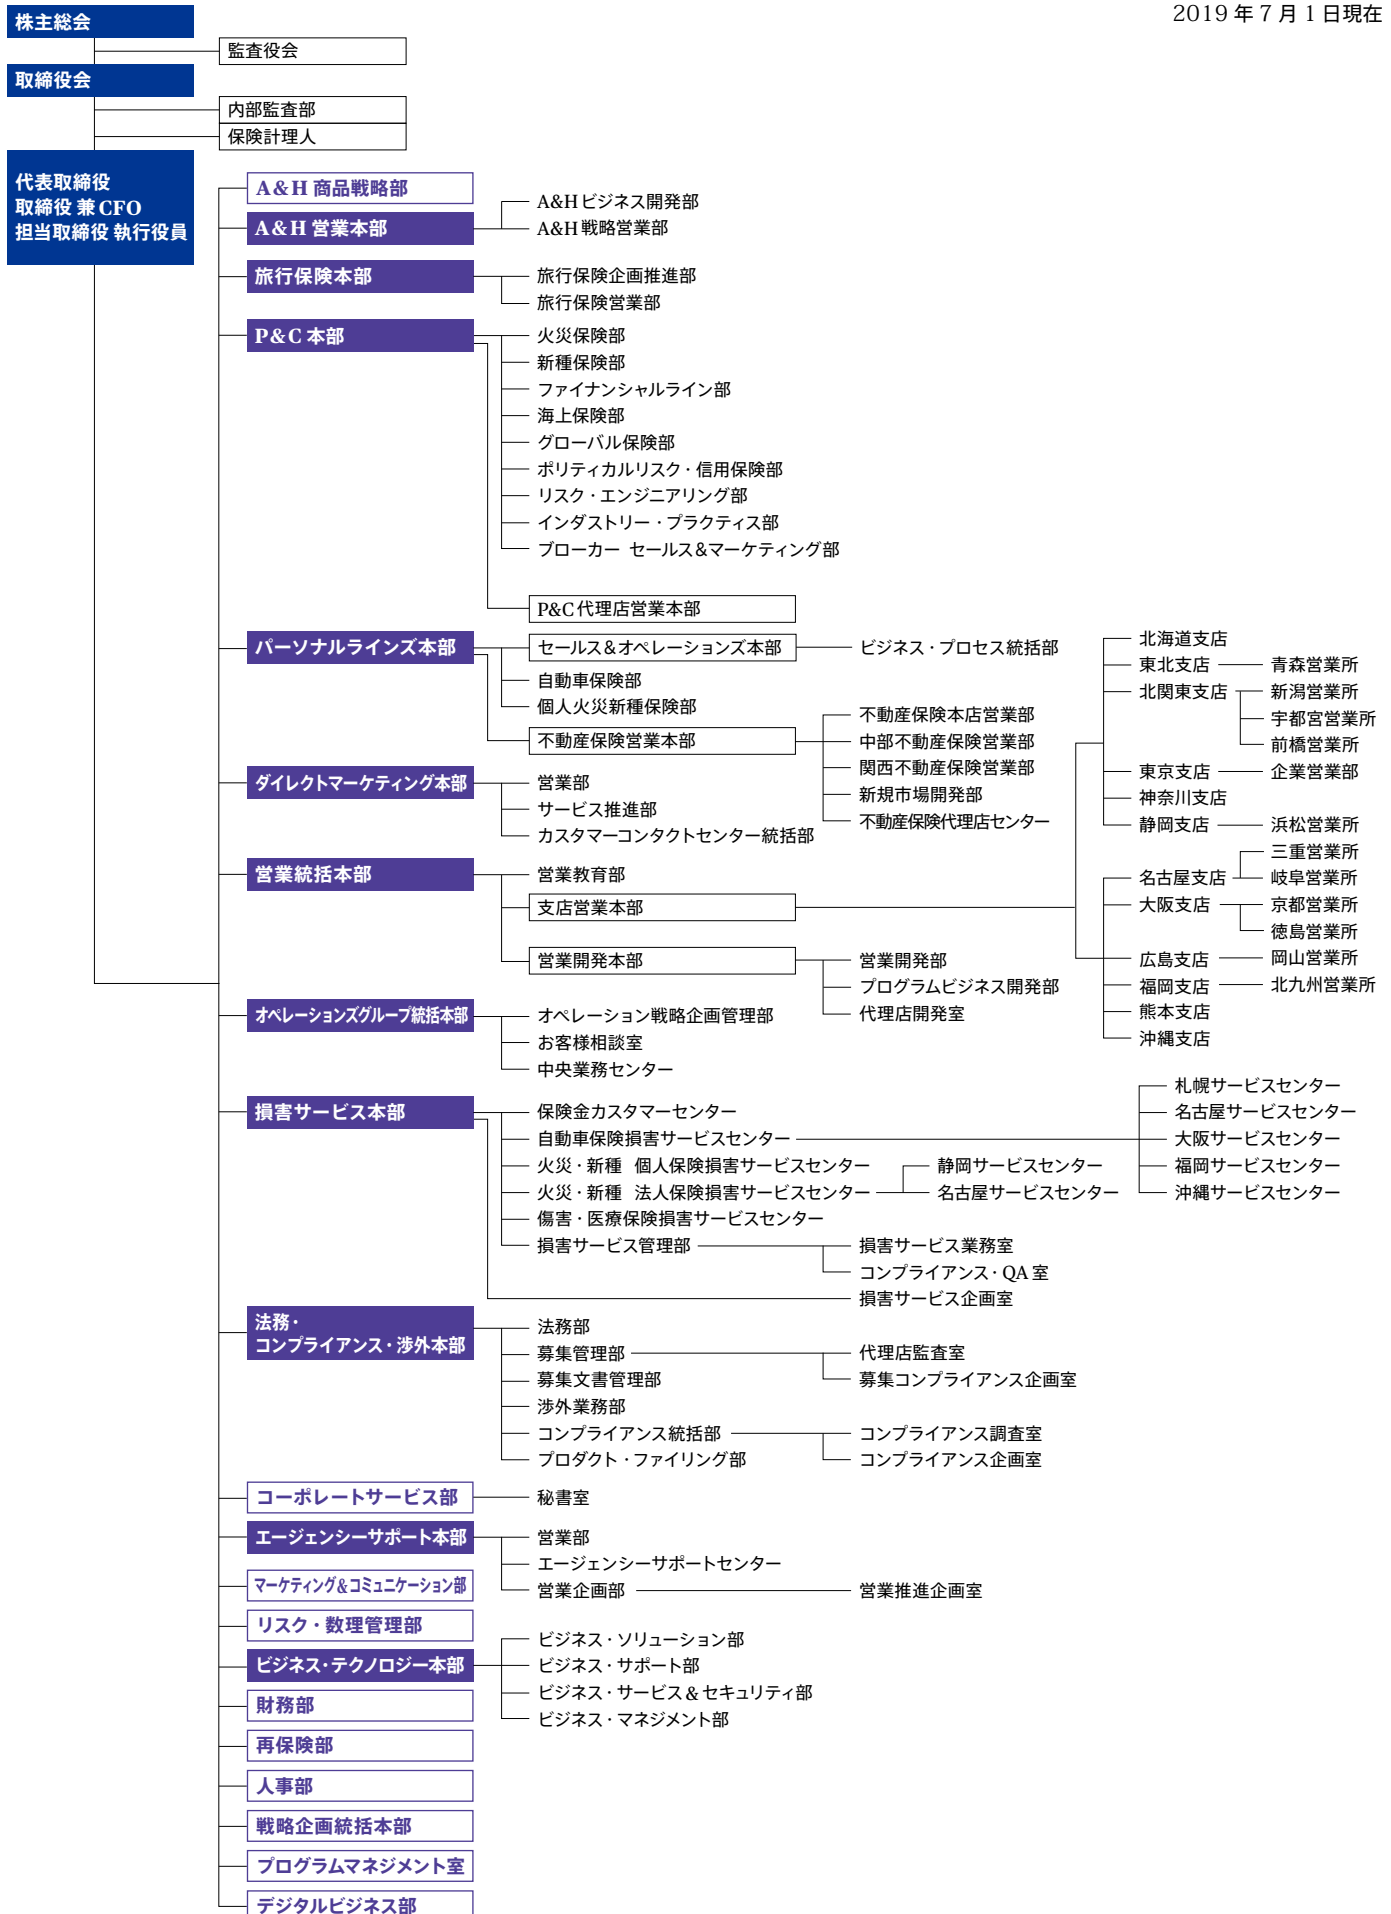 2019年7月1日現在
株主総会
監査役会
取締役会
内部監査部
保険計理人
代表取締役
取締役 兼 CFO
担当取締役 執行役員
A&H 商品戦略部
A&H 営業本部
A&Hビジネス開発部
A&H戦略営業部
旅行保険本部
旅行保険企画推進部
旅行保険営業部
P&C 本部
火災保険部
新種保険部
ファイナンシャルライン部
海上保険部
グローバル保険部
ポリティカルリスク・信用保険部
リスク・エンジニアリング部
インダストリー・プラクティス部
ブローカー セールス&マーケティング部
P&C代理店営業本部
パーソナルラインズ本部
セールス&オペレーションズ本部
ビジネス・プロセス統括部
自動車保険部
個人火災新種保険部
不動産保険営業本部
不動産保険本店営業部
中部不動産保険営業部
関西不動産保険営業部
新規市場開発部
不動産保険代理店センター
ダイレクトマーケティング本部
営業部
サービス推進部
カスタマーコンタクトセンター統括部
営業統括本部
営業教育部
支店営業本部
北海道支店
東北支店
青森営業所
北関東支店
新潟営業所
宇都宮営業所
前橋営業所
東京支店
企業営業部
神奈川支店
静岡支店
浜松営業所
三重営業所
名古屋支店
岐阜営業所
大阪支店
京都営業所
徳島営業所
広島支店
岡山営業所
福岡支店
北九州営業所
熊本支店
沖縄支店
営業開発本部
営業開発部
プログラムビジネス開発部
代理店開発室
オペレーションズグループ統括本部
オペレーション戦略企画管理部
お客様相談室
中央業務センター
損害サービス本部
保険金カスタマーセンター
自動車保険損害サービスセンター
札幌サービスセンター
名古屋サービスセンター
大阪サービスセンター
福岡サービスセンター
沖縄サービスセンター
火災・新種 個人保険損害サービスセンター
火災・新種 法人保険損害サービスセンター
静岡サービスセンター
名古屋サービスセンター
傷害・医療保険損害サービスセンター
損害サービス管理部
損害サービス業務室
コンプライアンス・QA室
損害サービス企画室
法務・
コンプライアンス・渉外本部
法務部
募集管理部
代理店監査室
募集コンプライアンス企画室
募集文書管理部
渉外業務部
コンプライアンス統括部
コンプライアンス調査室
コンプライアンス企画室
プロダクト・ファイリング部
コーポレートサービス部
秘書室
エージェンシーサポート本部
営業部
エージェンシーサポートセンター
営業企画部
営業推進企画室
マーケティング&コミュニケーション部
リスク・数理管理部
ビジネス・テクノロジー本部
ビジネス・ソリューション部
ビジネス・サポート部
ビジネス・サービス&セキュリティ部
ビジネス・マネジメント部
財務部
再保険部
人事部
戦略企画統括本部
プログラムマネジメント室
デジタルビジネス部